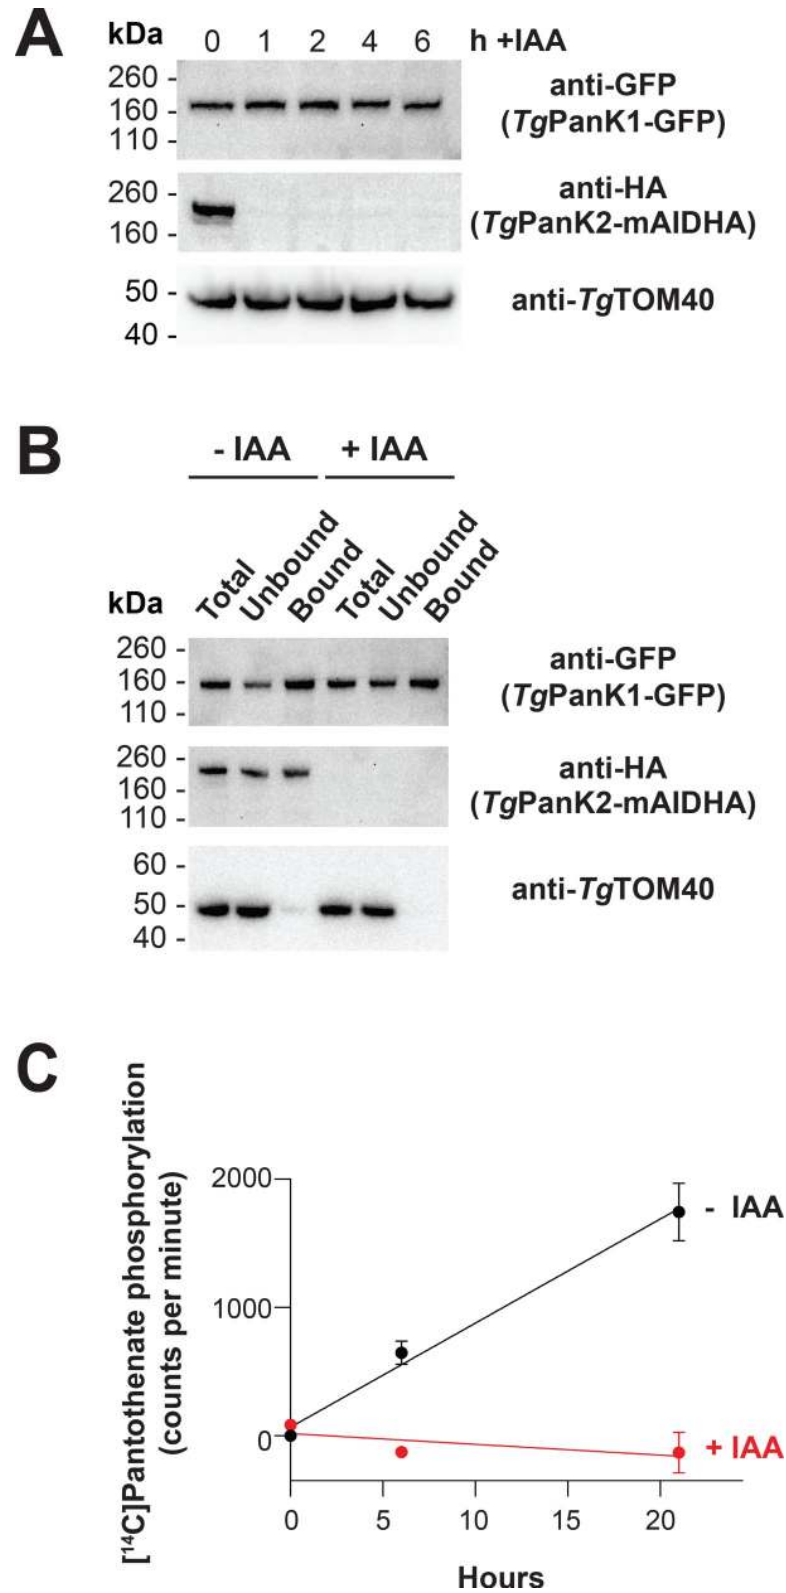 A
kDa 0 1 2 4 6 h +IAA
260 -
160 -
110 -
anti-GFP
(TgPanK1-GFP)
260 -
160 -
anti-HA
(TgPanK2-mAIDHA)
50 -
40 -
anti-TgTOM40
B
- IAA + IAA
kDa Total Unbound Bound Total Unbound Bound
260 -
160 -
110 -
anti-GFP
(TgPanK1-GFP)
260 -
160 -
110 -
anti-HA
(TgPanK2-mAIDHA)
60 -
50 -
40 -
anti-TgTOM40
C
[¹⁴C]Pantothenate phosphorylation
(counts per minute)
2000
1000
0
- IAA
+ IAA
0 5 10 15 20
Hours